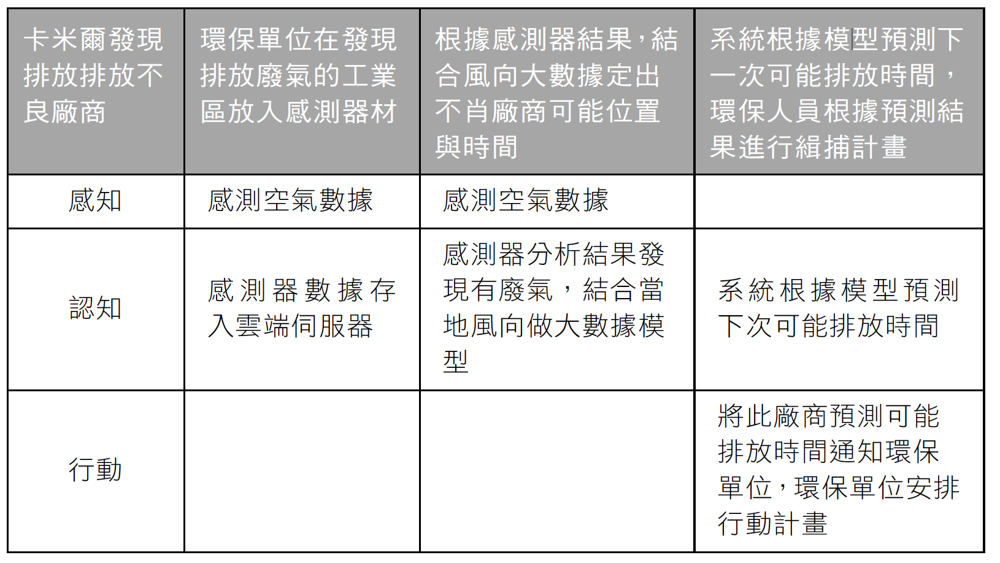 卡米爾發現
排放排放不
良廠商
環保單位在發現
排放廢氣的工業
區放入感測器材
根據感測器結果，結
合風向大數據定出
不肖廠商可能位置
與時間
系統根據模型預測下
一次可能排放時間，
環保人員根據預測結
果進行緝捕計畫
感知
感測空氣數據
感測空氣數據
認知
感測器數據存
入雲端伺服器
感測器分析結果發
現有廢氣，結合當
地風向做大數據模
型
系統根據模型預測
下次可能排放時間
行動
將此廠商預測可能
排放時間通知環保
單位，環保單位安排
行動計畫